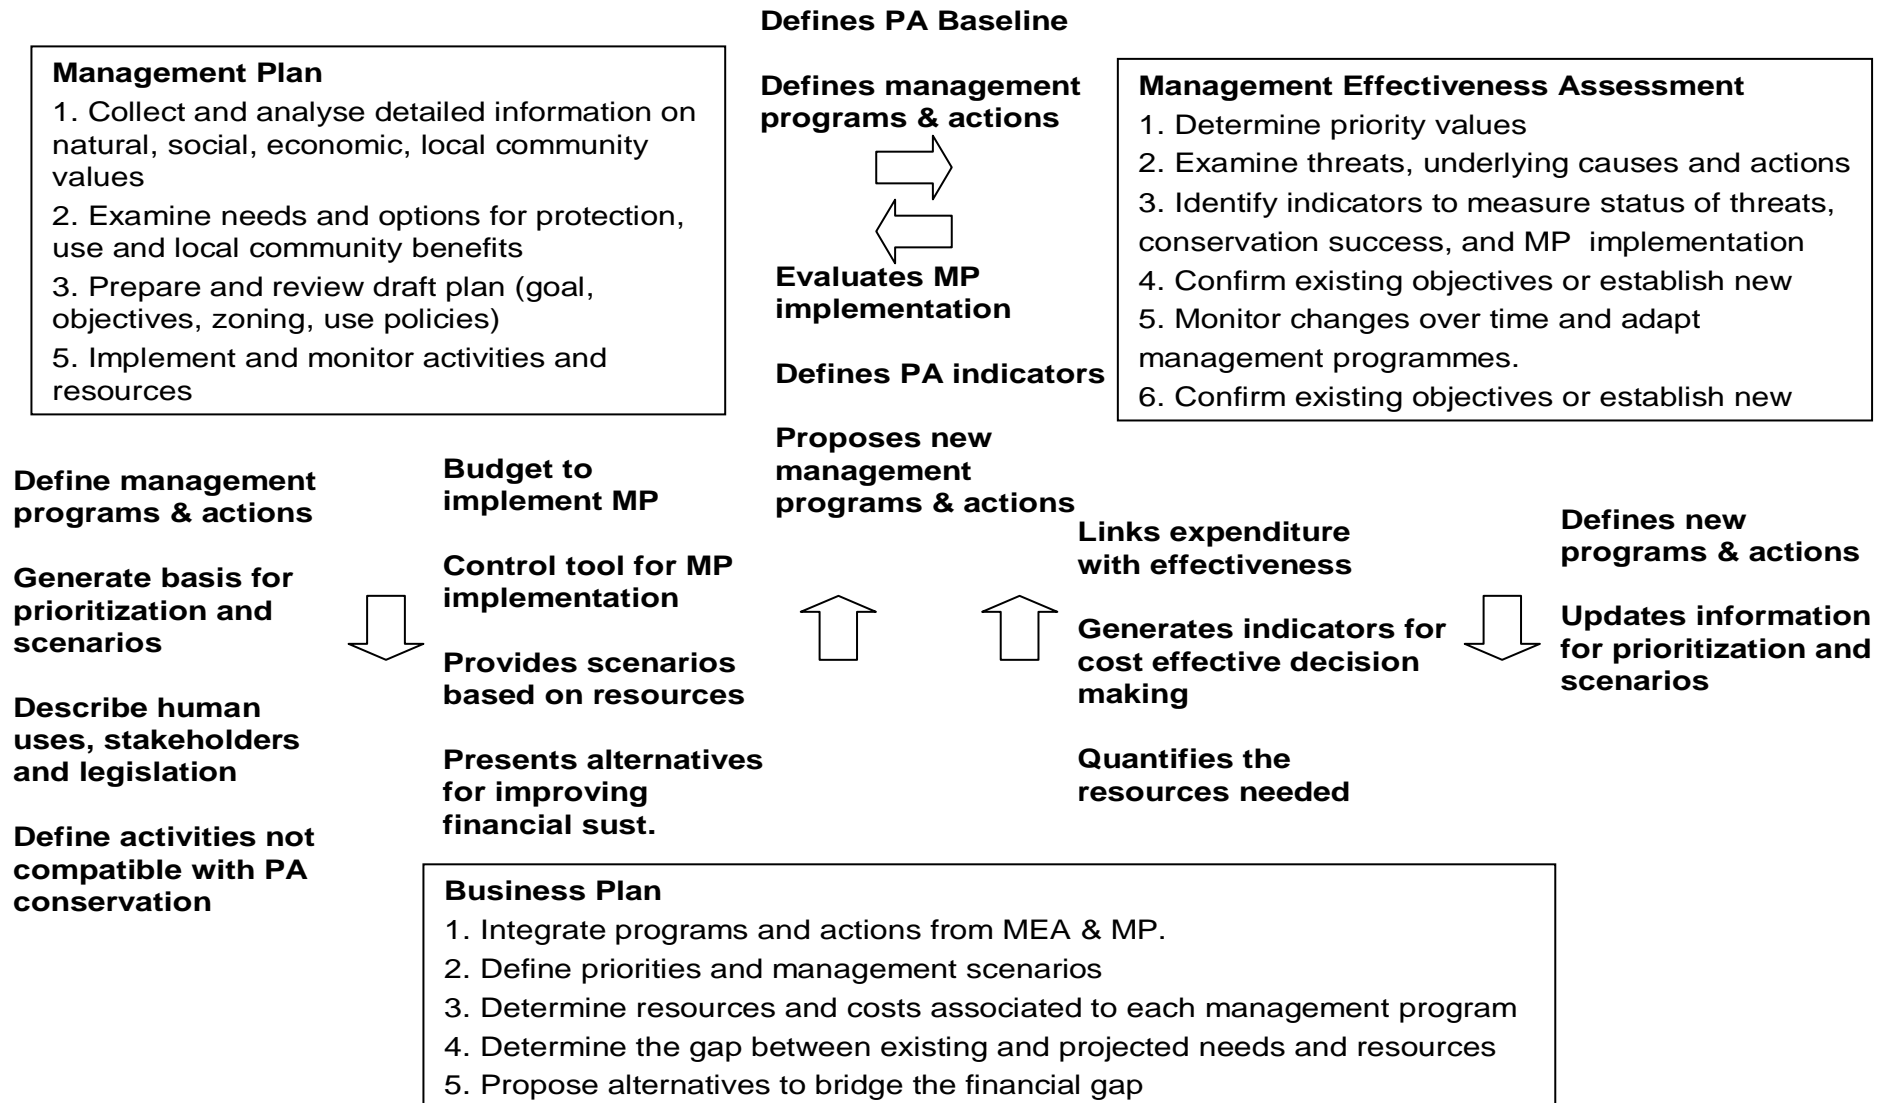 Defines PA Baseline
Defines management
programs & actions
Management Plan
1. Collect and analyse detailed information on
natural, social, economic, local community
values
2. Examine needs and options for protection,
use and local community benefits
3. Prepare and review draft plan (goal,
objectives, zoning, use policies)
5. Implement and monitor activities and
resources
Management Effectiveness Assessment
1. Determine priority values
2. Examine threats, underlying causes and actions
3. Identify indicators to measure status of threats,
conservation success, and MP implementation
4. Confirm existing objectives or establish new
5. Monitor changes over time and adapt
management programmes.
6. Confirm existing objectives or establish new
Evaluates MP
implementation
Defines PA indicators
Proposes new
management
programs & actions
Define management
programs & actions
Generate basis for
prioritization and
scenarios
Describe human
uses, stakeholders
and legislation
Define activities not
compatible with PA
conservation
Budget to
implement MP
Control tool for MP
implementation
Provides scenarios
based on resources
Presents alternatives
for improving
financial sust.
Links expenditure
with effectiveness
Generates indicators for
cost effective decision
making
Quantifies the
resources needed
Defines new
programs & actions
Updates information
for prioritization and
scenarios
Business Plan
1. Integrate programs and actions from MEA & MP.
2. Define priorities and management scenarios
3. Determine resources and costs associated to each management program
4. Determine the gap between existing and projected needs and resources
5. Propose alternatives to bridge the financial gap